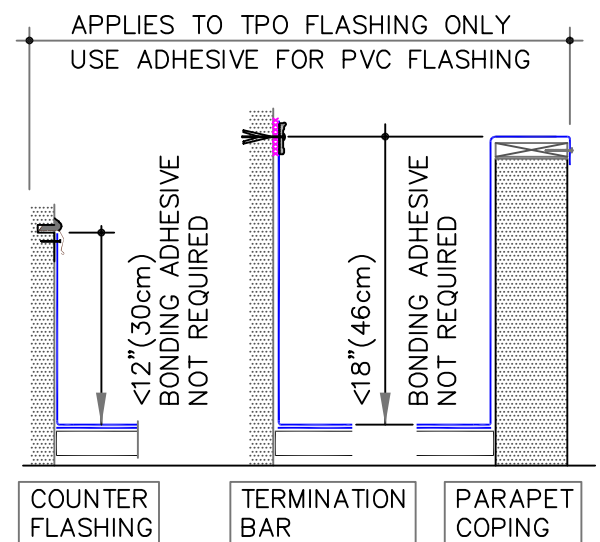 APPLIES TO TPO FLASHING ONLY
USE ADHESIVE FOR PVC FLASHING
<12”(30cm)
BONDING ADHESIVE
NOT REQUIRED
<18”(46cm)
BONDING ADHESIVE
NOT REQUIRED
COUNTER
FLASHING
TERMINATION
BAR
PARAPET
COPING